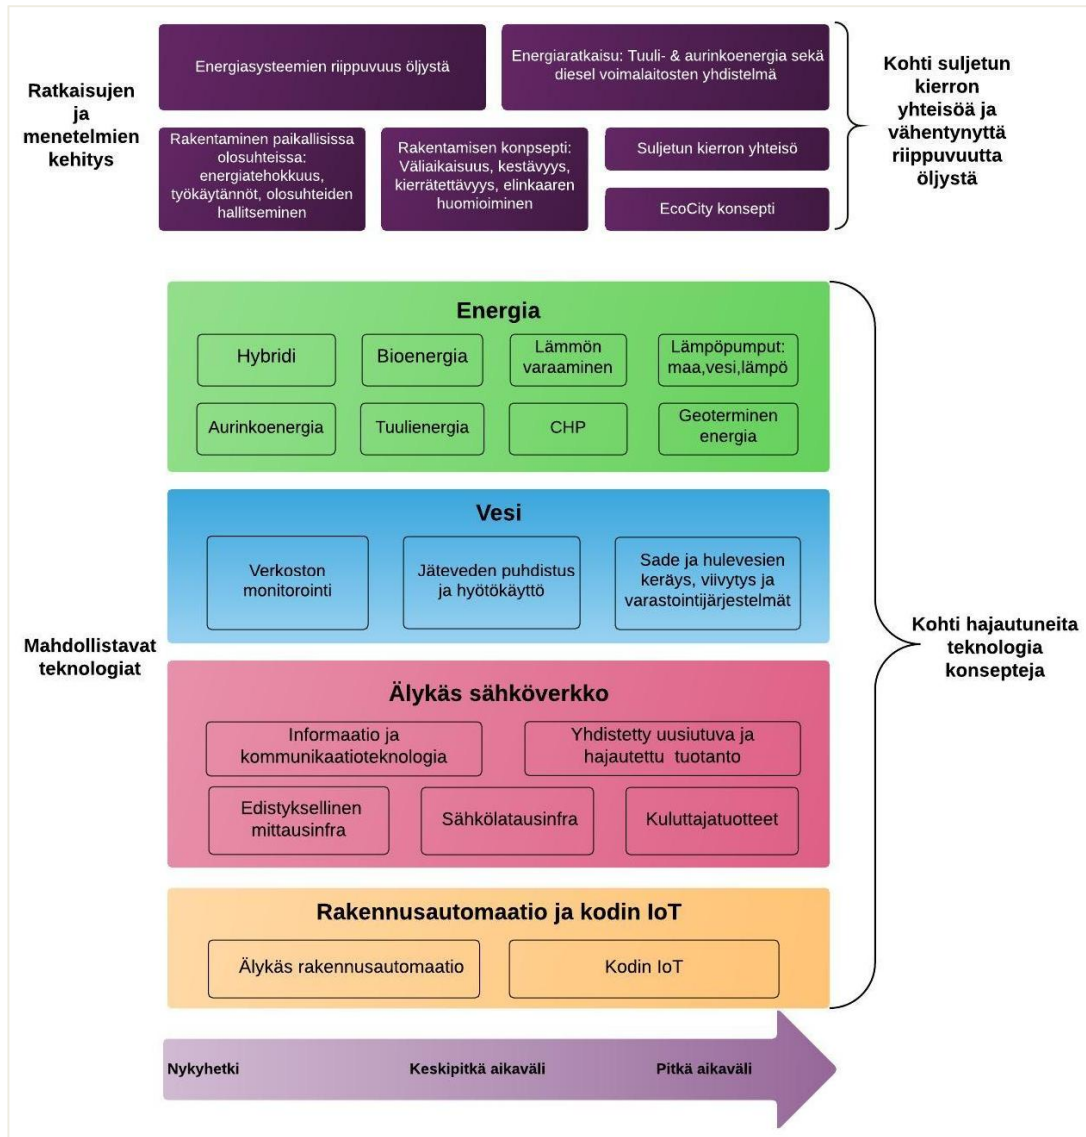 Ratkaisujen
ja
menetelmien
kehitys
Energiasysteemien riippuvuus öljystä
Energiaratkaisu: Tuuli- & aurinkoenergia sekä
diesel voimalaitosten yhdistelmä
Rakentaminen paikallisissa
olosuhteissa:
energiatehokkuus,
työkäytännöt, olosuhteiden
hallitseminen
Rakentamisen konpsepti:
Väliaikaisuus, kestävyys,
kierrätettävyys, elinkaaren
huomioiminen
Suljetun kierron yhteisö
EcoCity konsepti
Kohti suljetun
kierron
yhteisöä ja
vähentynyttä
riippuvuutta
öljystä
Mahdollistavat
teknologiat
Energia
Hybridi
Bioenergia
Lämmön
varaaminen
Lämpöpumput:
maa,vesi,lämpö
Aurinkoenergia
Tuulienergia
CHP
Geoterminen
energia
Vesi
Verkoston
monitorointi
Jäteveden puhdistus
ja hyötökäyttö
Sade ja hulevesien
keräys, viivytys ja
varastointijärjestelmät
Älykäs sähköverkko
Informaatio ja
kommunikaatioteknologia
Yhdistetty uusiutuva ja
hajautettu tuotanto
Edistyksellinen
mittausinfra
Sähkölatausinfra
Kuluttajatuotteet
Rakennusautomaatio ja kodin IoT
Älykäs rakennusautomaatio
Kodin IoT
Kohti hajautuneita
teknologia
konsepteja
Nykyhetki
Keskipitkä aikaväli
Pitkä aikaväli